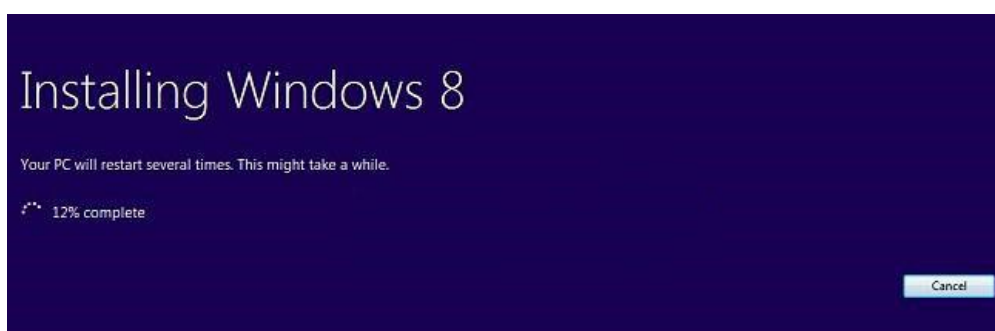 Installing Windows 8
Your PC will restart several times. This might take a while.
12% complete
Cancel